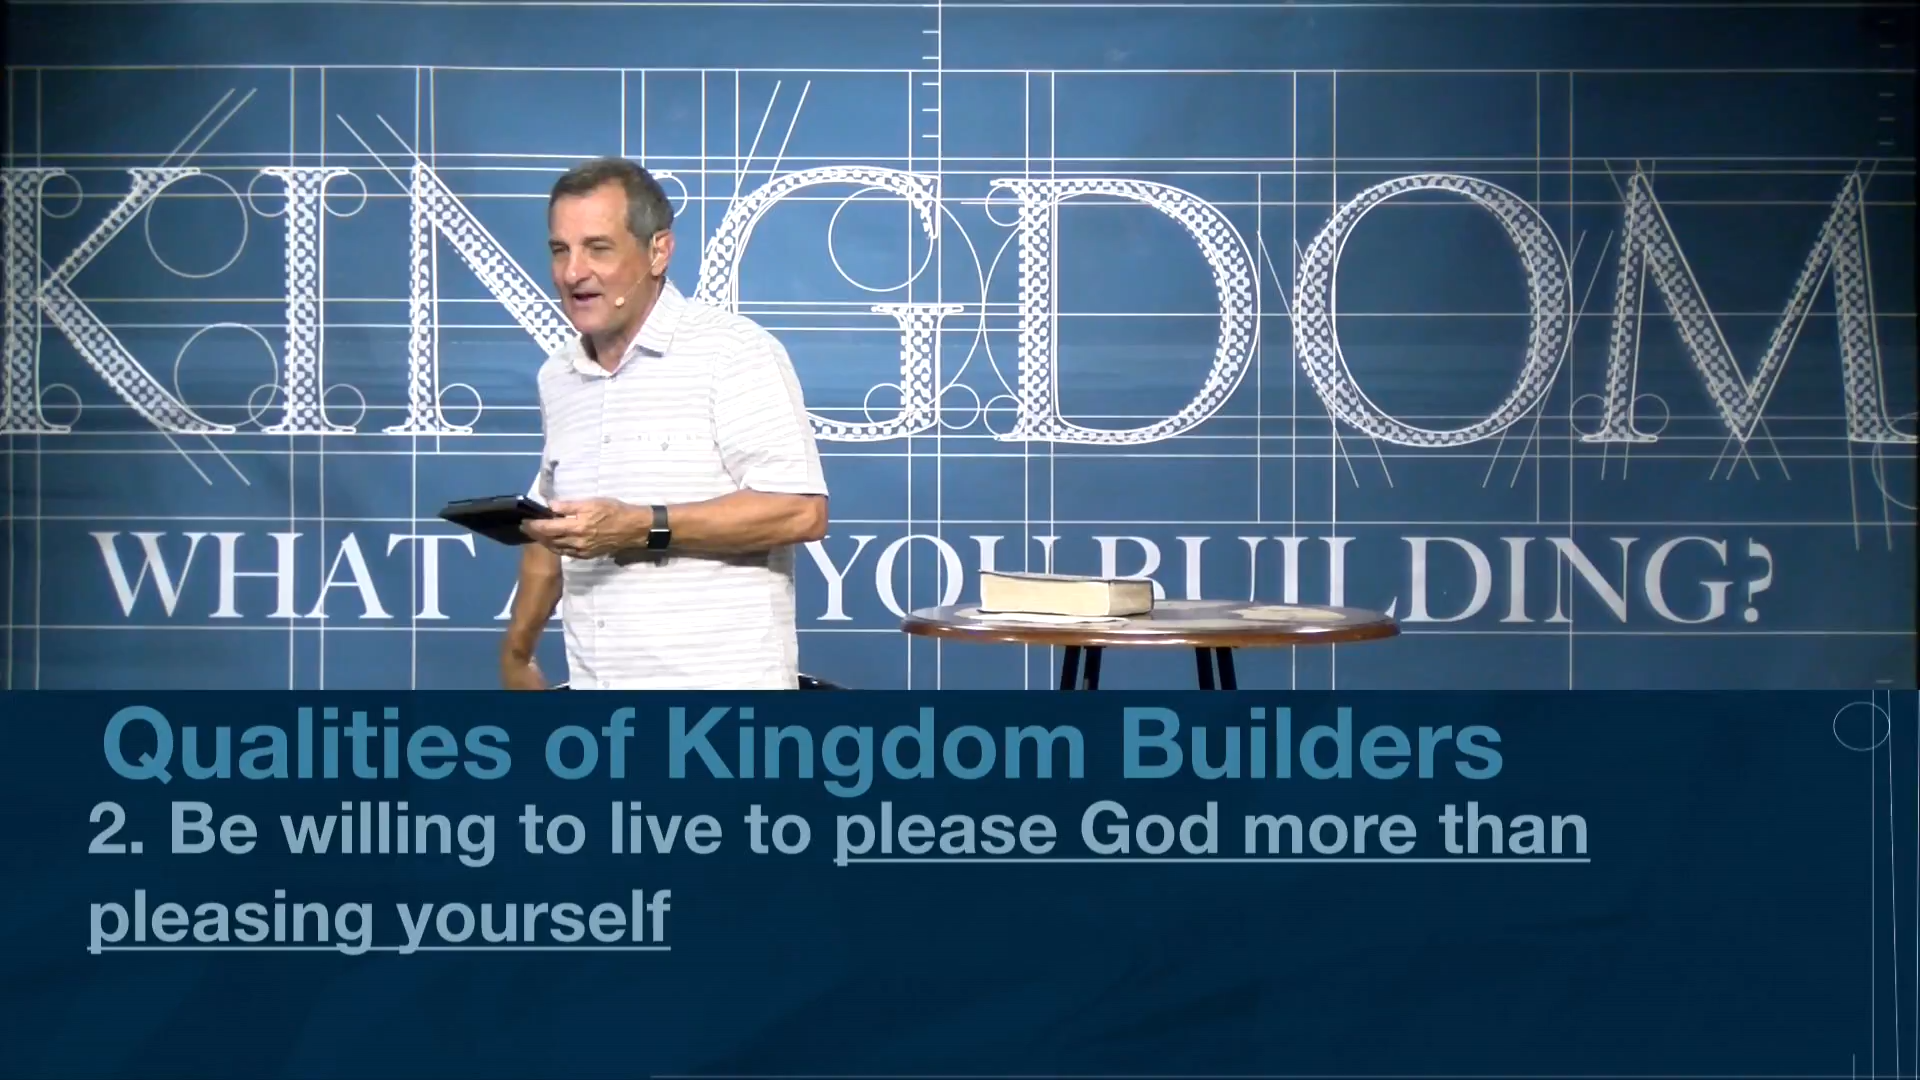 KINGDOM
WHAT YOU BUILDING?
Qualities of Kingdom Builders
2. Be willing to live to please God more than
pleasing yourself